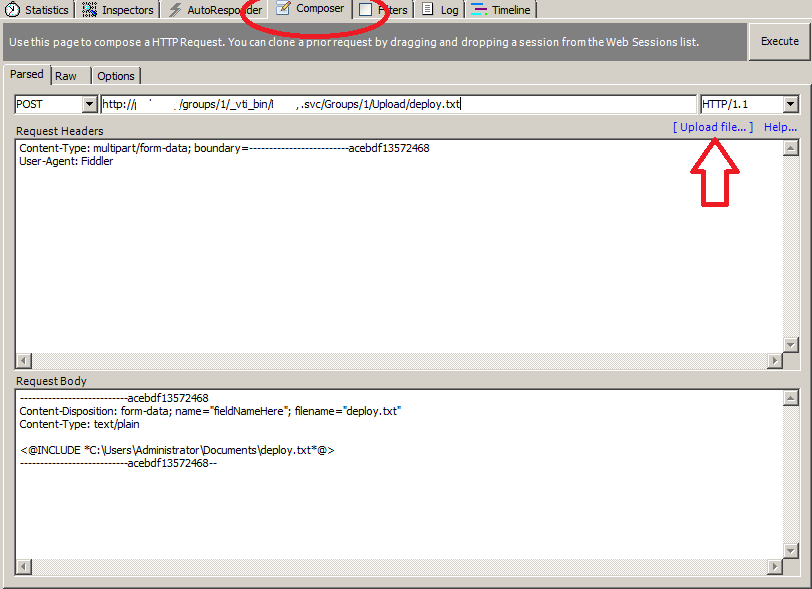 Statistics Inspectors AutoResponder Composer Filters Log Timeline
Use this page to compose a HTTP Request. You can clone a prior request by dragging and dropping a session from the Web Sessions list. Execute
Parsed Raw Options
POST http:// /groups/1/_vti_bin/ .svc/Groups/1/Upload/deploy.txt HTTP/1.1
Request Headers [ Upload file... ] Help...
Content-Type: multipart/form-data; boundary=-------------------------acebdf13572468
User-Agent: Fiddler
Request Body
---------------------------acebdf13572468
Content-Disposition: form-data; name="fieldNameHere"; filename="deploy.txt"
Content-Type: text/plain
<@INCLUDE *C:\Users\Administrator\Documents\deploy.txt*@>
---------------------------acebdf13572468--